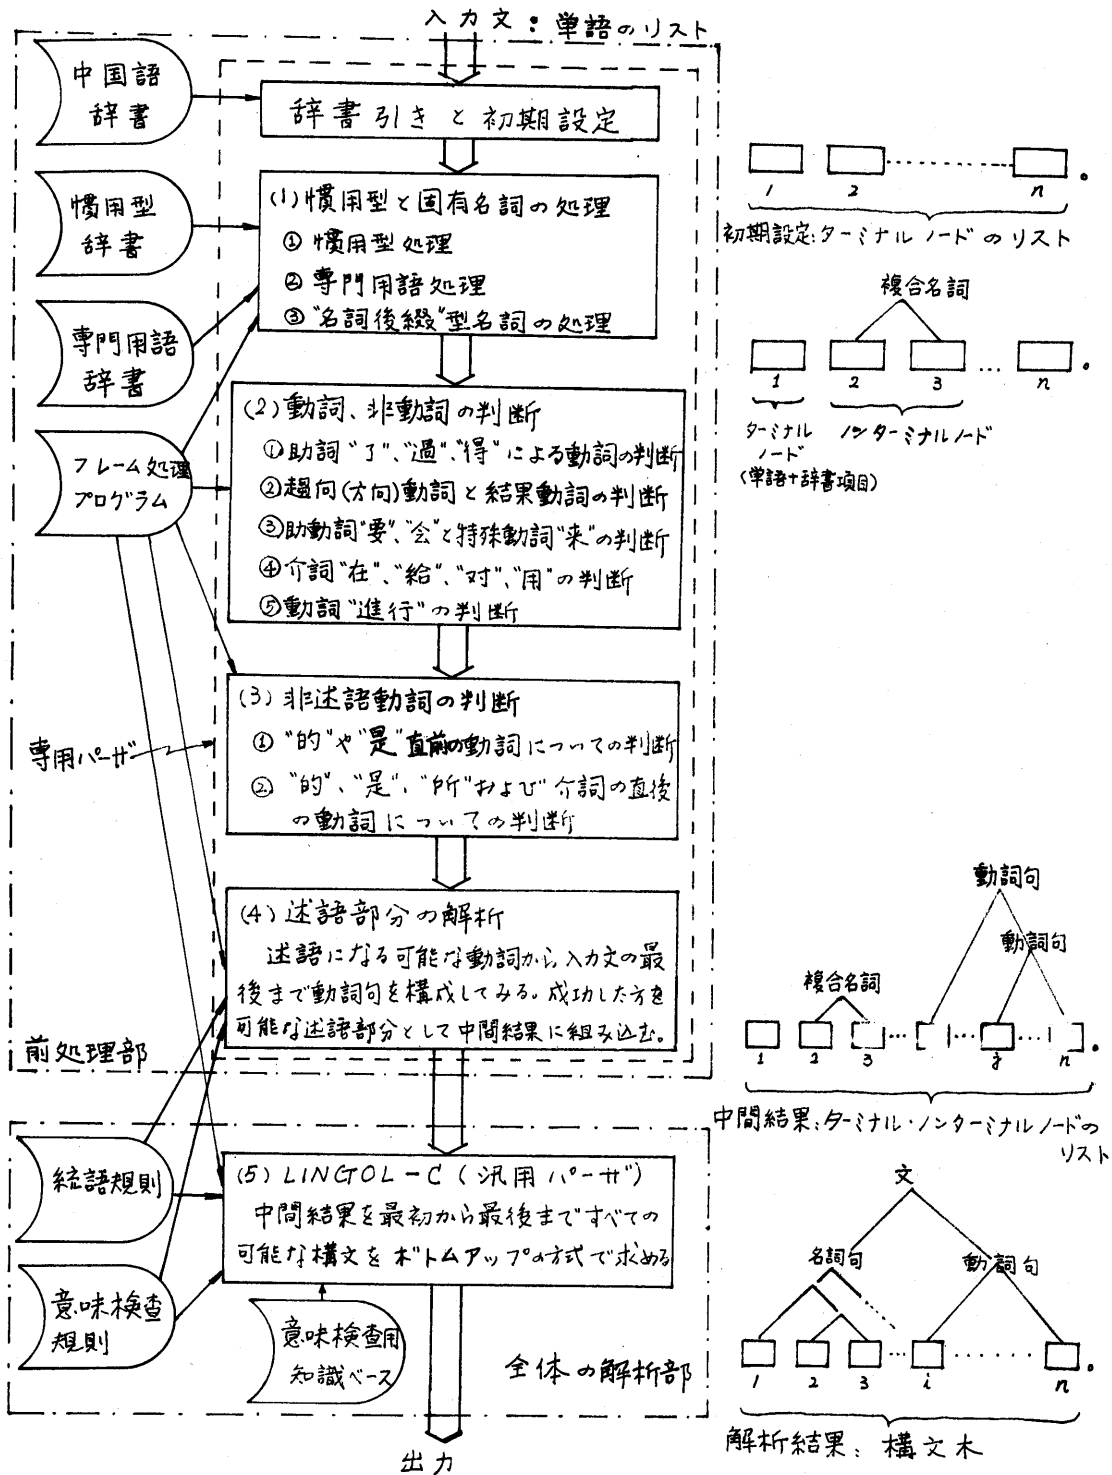 入力文：単語のリスト
中国語
辞書
辞書引きと初期設定
慣用型
辞書
(1)慣用型と固有名詞の処理
①慣用型処理
②専門用語処理
③"名詞後綴"型名詞の処理
専門用語
辞書
フレーム処理
プログラム
(2)動詞、非動詞の判断
①助詞"了"、"過"、"得"による動詞の判断
②趨向(方向)動詞と結果動詞の判断
③助動詞"要"、"会"と特殊動詞"来"の判断
④介詞"在"、"給"、"对"、"用"の判断
⑤動詞"進行"の判断
専用パーザ
(3)非述語動詞の判断
①"的"や"是"直前の動詞についての判断
②"的"、"是"、"所"および介詞の直後
の動詞についての判断
(4)述語部分の解析
述語になる可能な動詞から入力文の最
後まで動詞句を構成してみる。成功した方を
可能な述語部分として中間結果に組み込む。
前処理部
統語規則
(5)LINGOL-C(汎用パーザ)
中間結果を最初から最後まですべての
可能な構文をボトムアップの方式で求める
意味検査
規則
意味検査用
知識ベース
全体の解析部
出力
1 2 n
初期設定:ターミナルノードのリスト
複合名詞
1 2 3 … n
ターミナル
ノード
(単語+辞書項目)
ノンターミナルノード
動詞句
動詞句
複合名詞
1 2 3 j n
中間結果:ターミナル・ノンターミナルノードの
リスト
文
名詞句 動詞句
1 2 3 i n
解析結果: 構文木